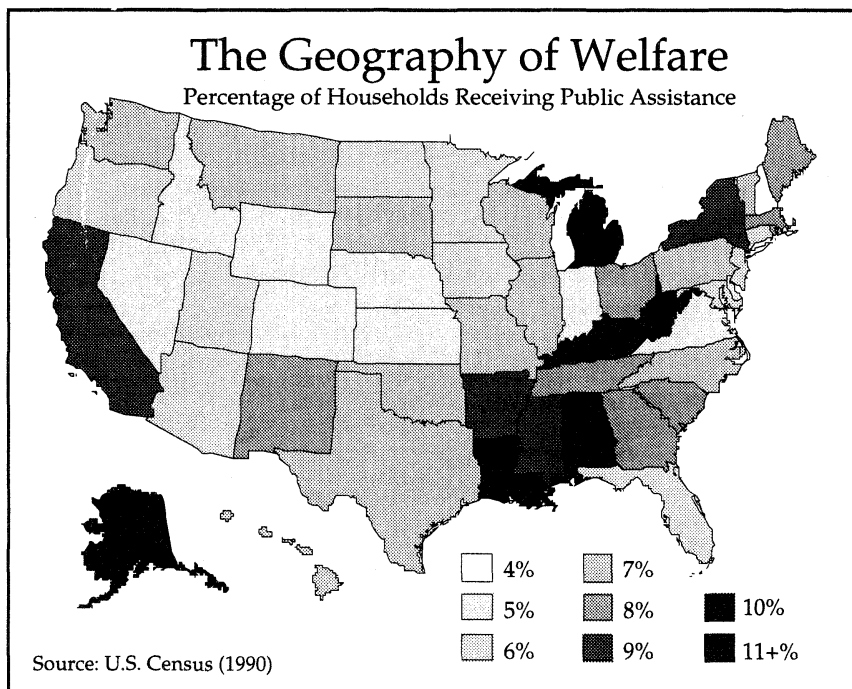 The Geography of Welfare
Percentage of Households Receiving Public Assistance
4%
7%
5%
8%
10%
6%
9%
11+%
Source: U.S. Census (1990)